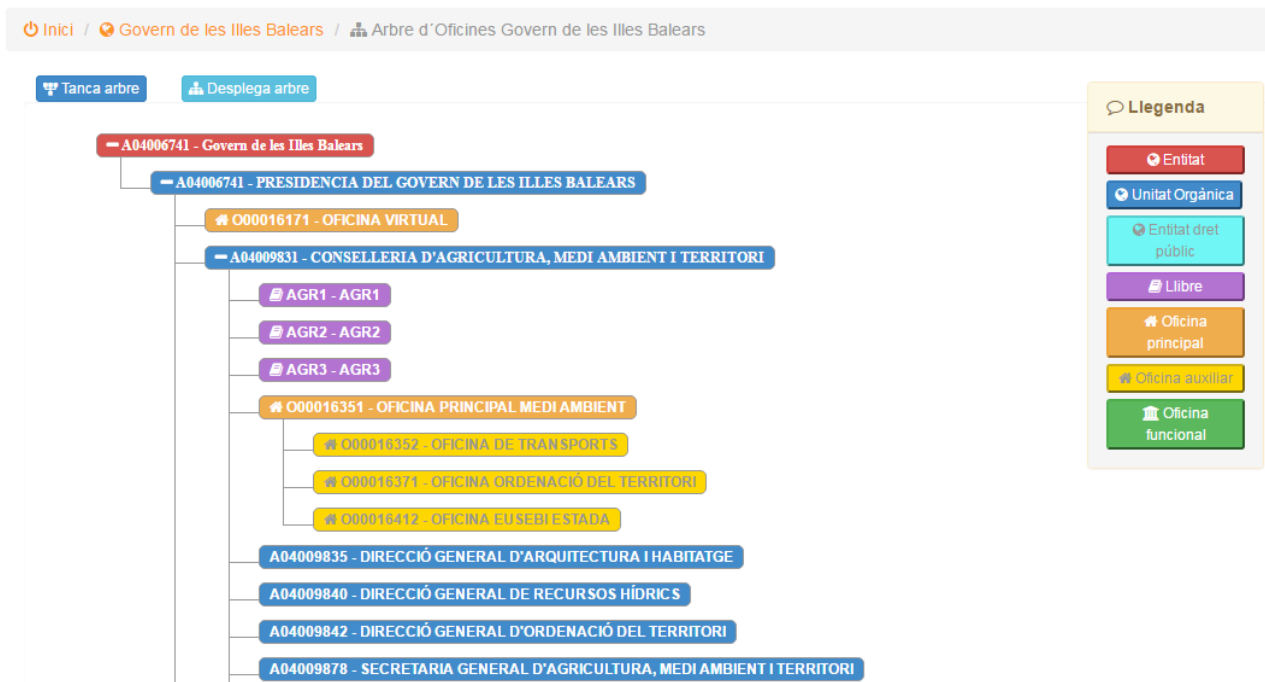 Inici / Govern de les Illes Balears / Arbre d´Oficines Govern de les Illes Balears
Tanca arbre
Desplega arbre
Llegenda
A04006741 - Govern de les Illes Balears
Entitat
A04006741 - PRESIDENCIA DEL GOVERN DE LES ILLES BALEARS
Unitat Orgànica
O00016171 - OFICINA VIRTUAL
Entitat dret
públic
A04009831 - CONSELLERIA D'AGRICULTURA, MEDI AMBIENT I TERRITORI
AGR1 - AGR1
Llibre
AGR2 - AGR2
Oficina
principal
AGR3 - AGR3
Oficina auxiliar
O00016351 - OFICINA PRINCIPAL MEDI AMBIENT
Oficina
funcional
O00016352 - OFICINA DE TRANSPORTS
O00016371 - OFICINA ORDENACIÓ DEL TERRITORI
O00016412 - OFICINA EUSEBI ESTADA
A04009835 - DIRECCIÓ GENERAL D'ARQUITECTURA I HABITATGE
A04009840 - DIRECCIÓ GENERAL DE RECURSOS HÍDRICS
A04009842 - DIRECCIÓ GENERAL D'ORDENACIÓ DEL TERRITORI
A04009878 - SECRETARIA GENERAL D'AGRICULTURA, MEDI AMBIENT I TERRITORI